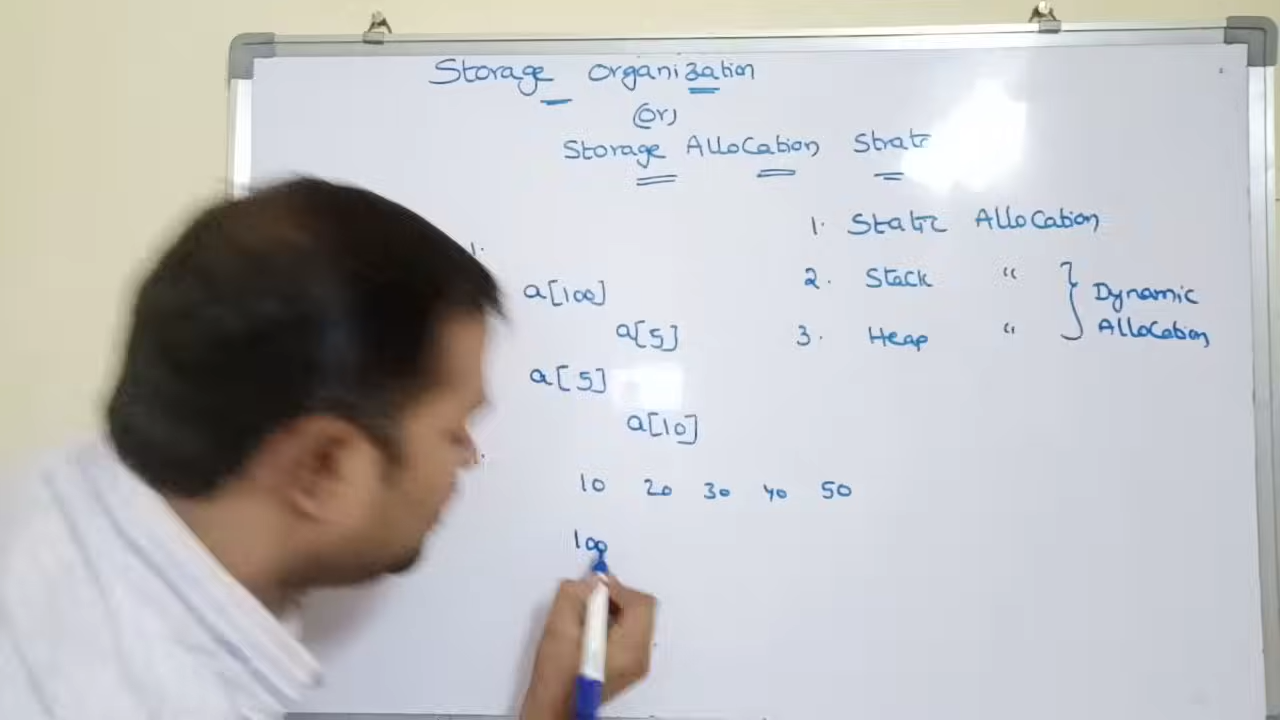 Storage organization
(or)
Storage Allocation
1. Static Allocation
2. Stack "
3. Heap "
} Dynamic
Allocation
1.
a[100]
a[5]
a[5]
a[10]
10 20 30 40 50
100